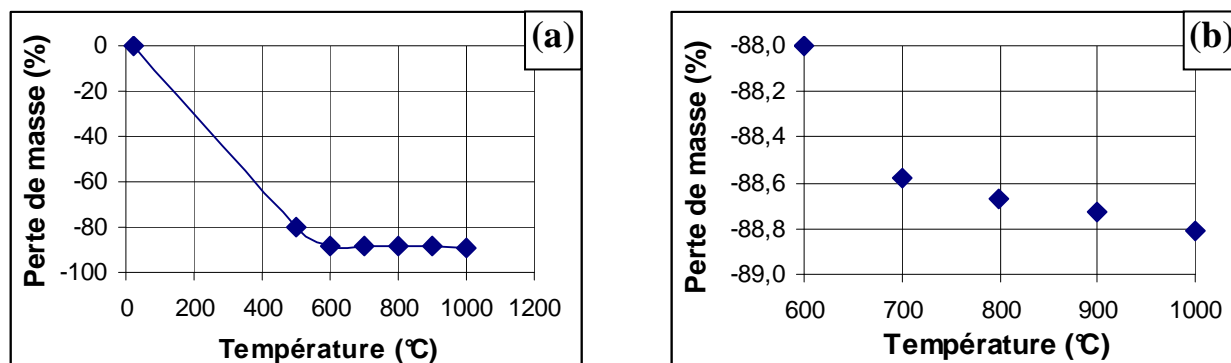 (a)
Perte de masse (%)
0
-20
-40
-60
-80
-100
0 200 400 600 800 1000 1200
Température (°C)
(b)
Perte de masse (%)
-88,0
-88,2
-88,4
-88,6
-88,8
-89,0
600 700 800 900 1000
Température (°C)